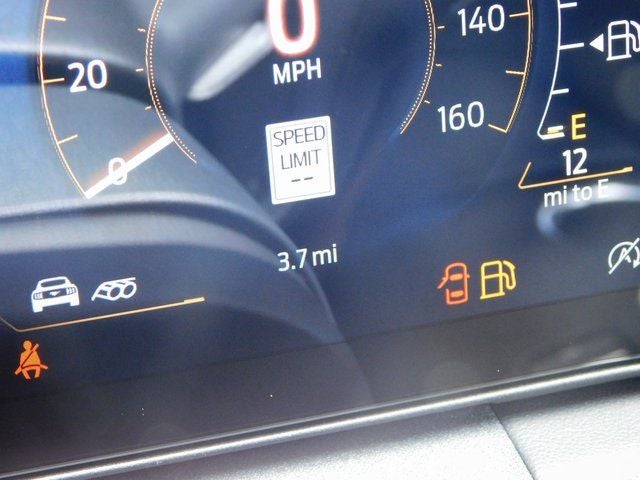 0
MPH
20
0
140
160
SPEED
LIMIT
--
E
12
mi to E
3.7 mi